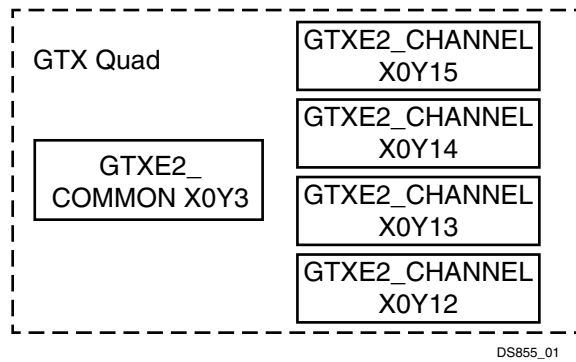 GTX Quad
GTXE2_CHANNEL
X0Y15
GTXE2_CHANNEL
X0Y14
GTXE2_
COMMON X0Y3
GTXE2_CHANNEL
X0Y13
GTXE2_CHANNEL
X0Y12
DS855_01